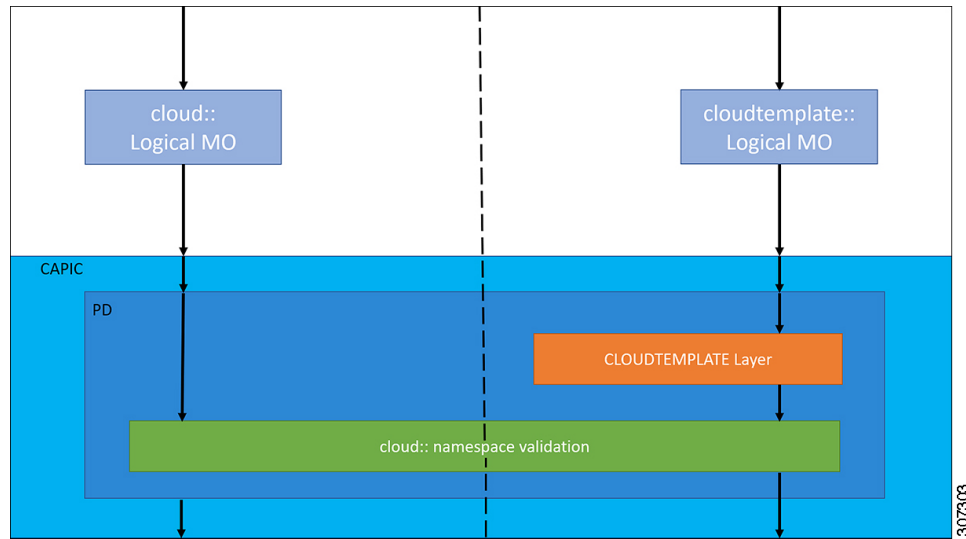 cloud::
Logical MO
cloudtemplate::
Logical MO
CAPIC
PD
CLOUDTEMPLATE Layer
cloud:: namespace validation
307303